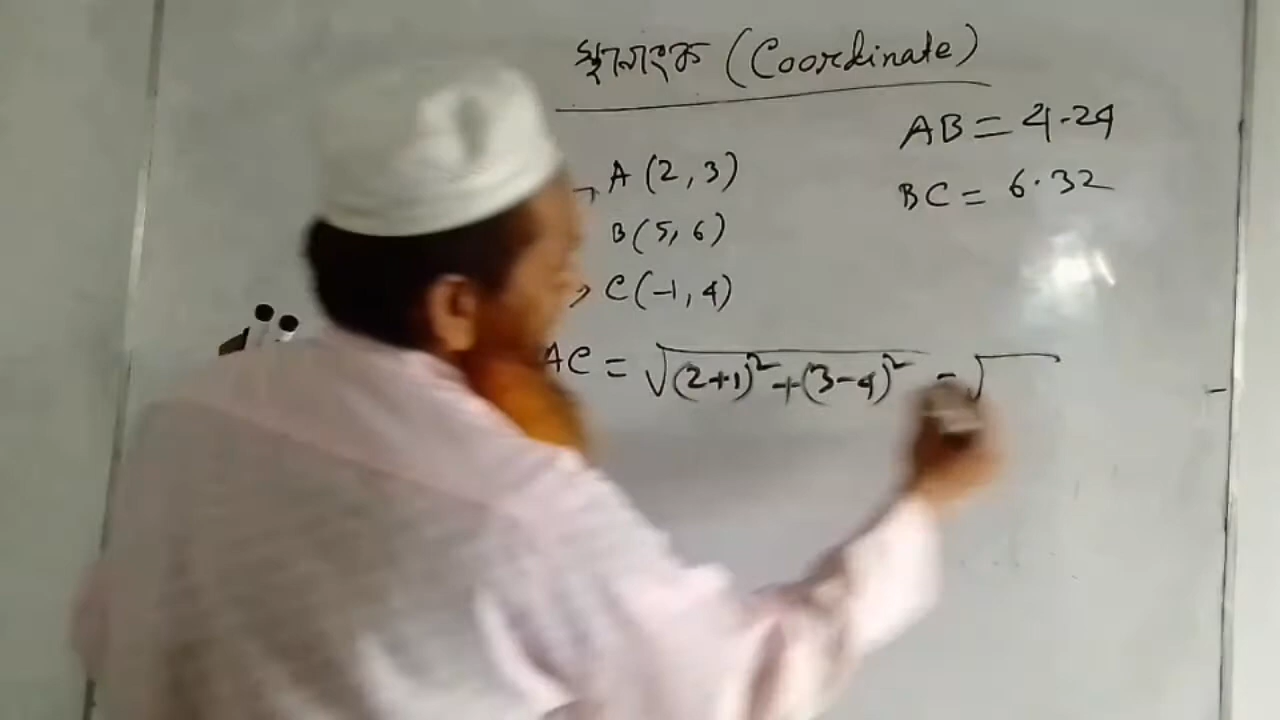 স্থানাংক (Coordinate)
AB = 4.24
BC = 6.32
A (2, 3)
B (5, 6)
C (-1, 4)
AC = √(2+1)² + (3-4)² = √